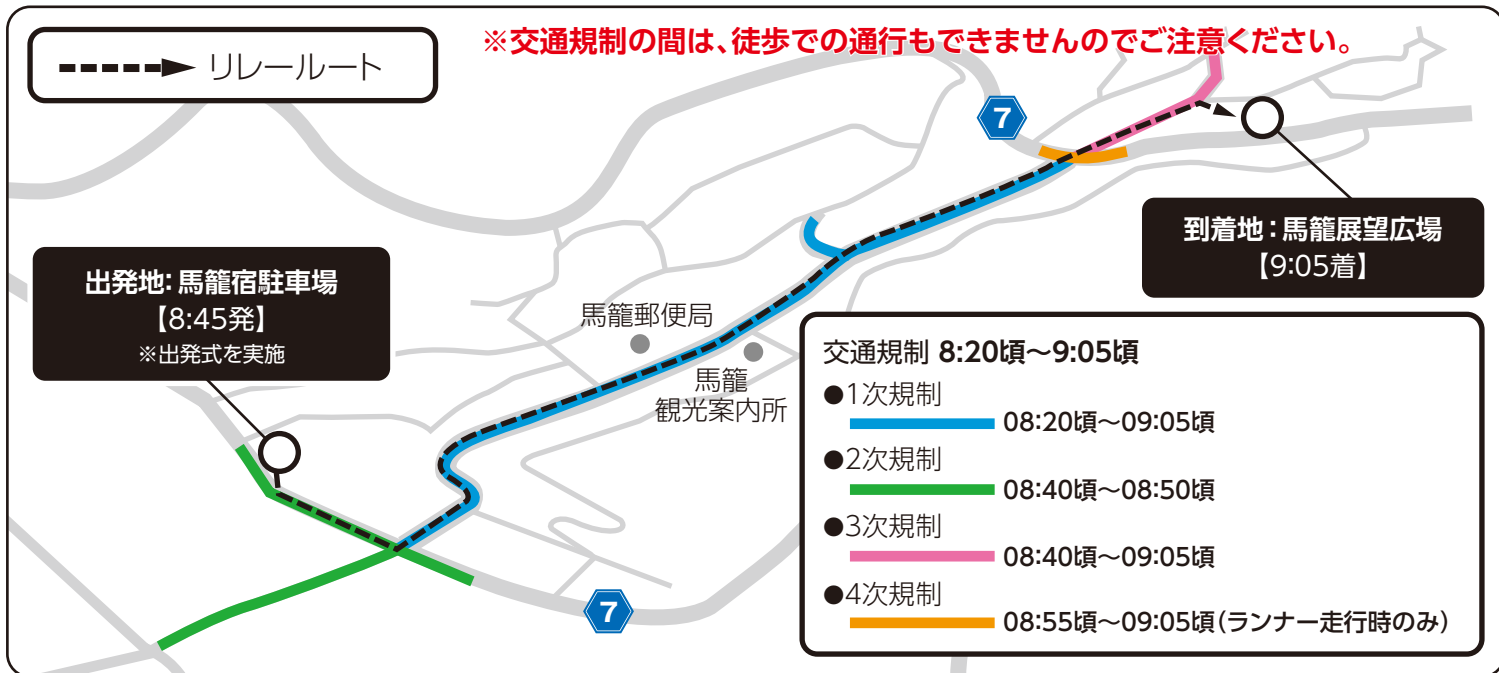 ※交通規制の間は、徒歩での通行もできませんのでご注意ください。
リレールート
7
到着地：馬籠展望広場
【9:05着】
出発地：馬籠宿駐車場
【8:45発】
※出発式を実施
馬籠郵便局
馬籠
観光案内所
7
交通規制 8:20頃〜9:05頃
●1次規制
08:20頃〜09:05頃
●2次規制
08:40頃〜08:50頃
●3次規制
08:40頃〜09:05頃
●4次規制
08:55頃〜09:05頃（ランナー走行時のみ）